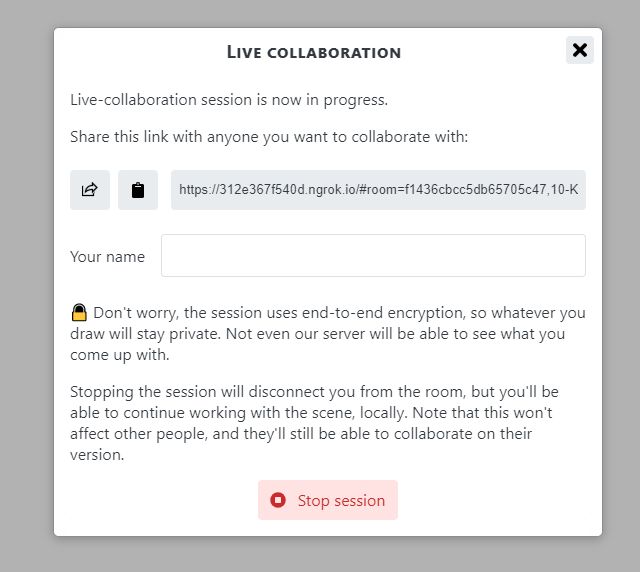 Live collaboration
Live-collaboration session is now in progress.
Share this link with anyone you want to collaborate with:
https://312e367f540d.ngrok.io/#room=f1436cbcc5db65705c47,10-K
Your name
Don't worry, the session uses end-to-end encryption, so whatever you
draw will stay private. Not even our server will be able to see what you
come up with.
Stopping the session will disconnect you from the room, but you'll be
able to continue working with the scene, locally. Note that this won't
affect other people, and they'll still be able to collaborate on their
version.
Stop session